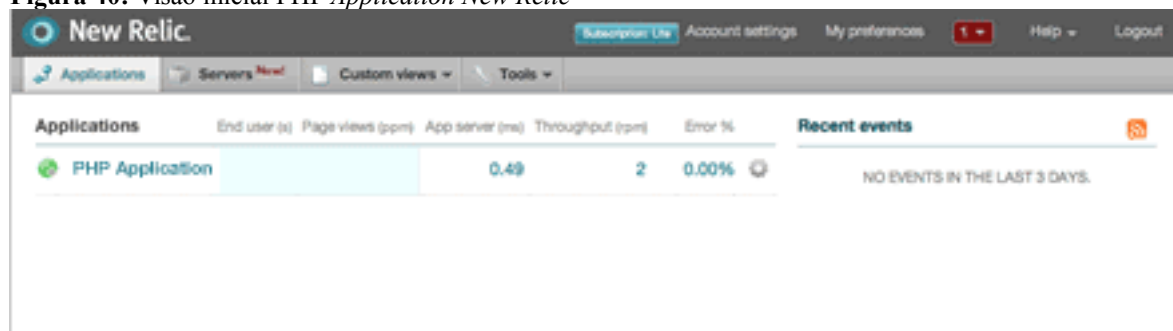 Figura 40: Visão inicial PHP Application New Relic
New Relic.
Subscription: Lite Account settings My preferences 1 Help Logout
Applications Servers New! Custom views Tools
Applications End user (s) Page views (ppm) App server (ms) Throughput (rpm) Error %
PHP Application 0.49 2 0.00%
Recent events
NO EVENTS IN THE LAST 3 DAYS.